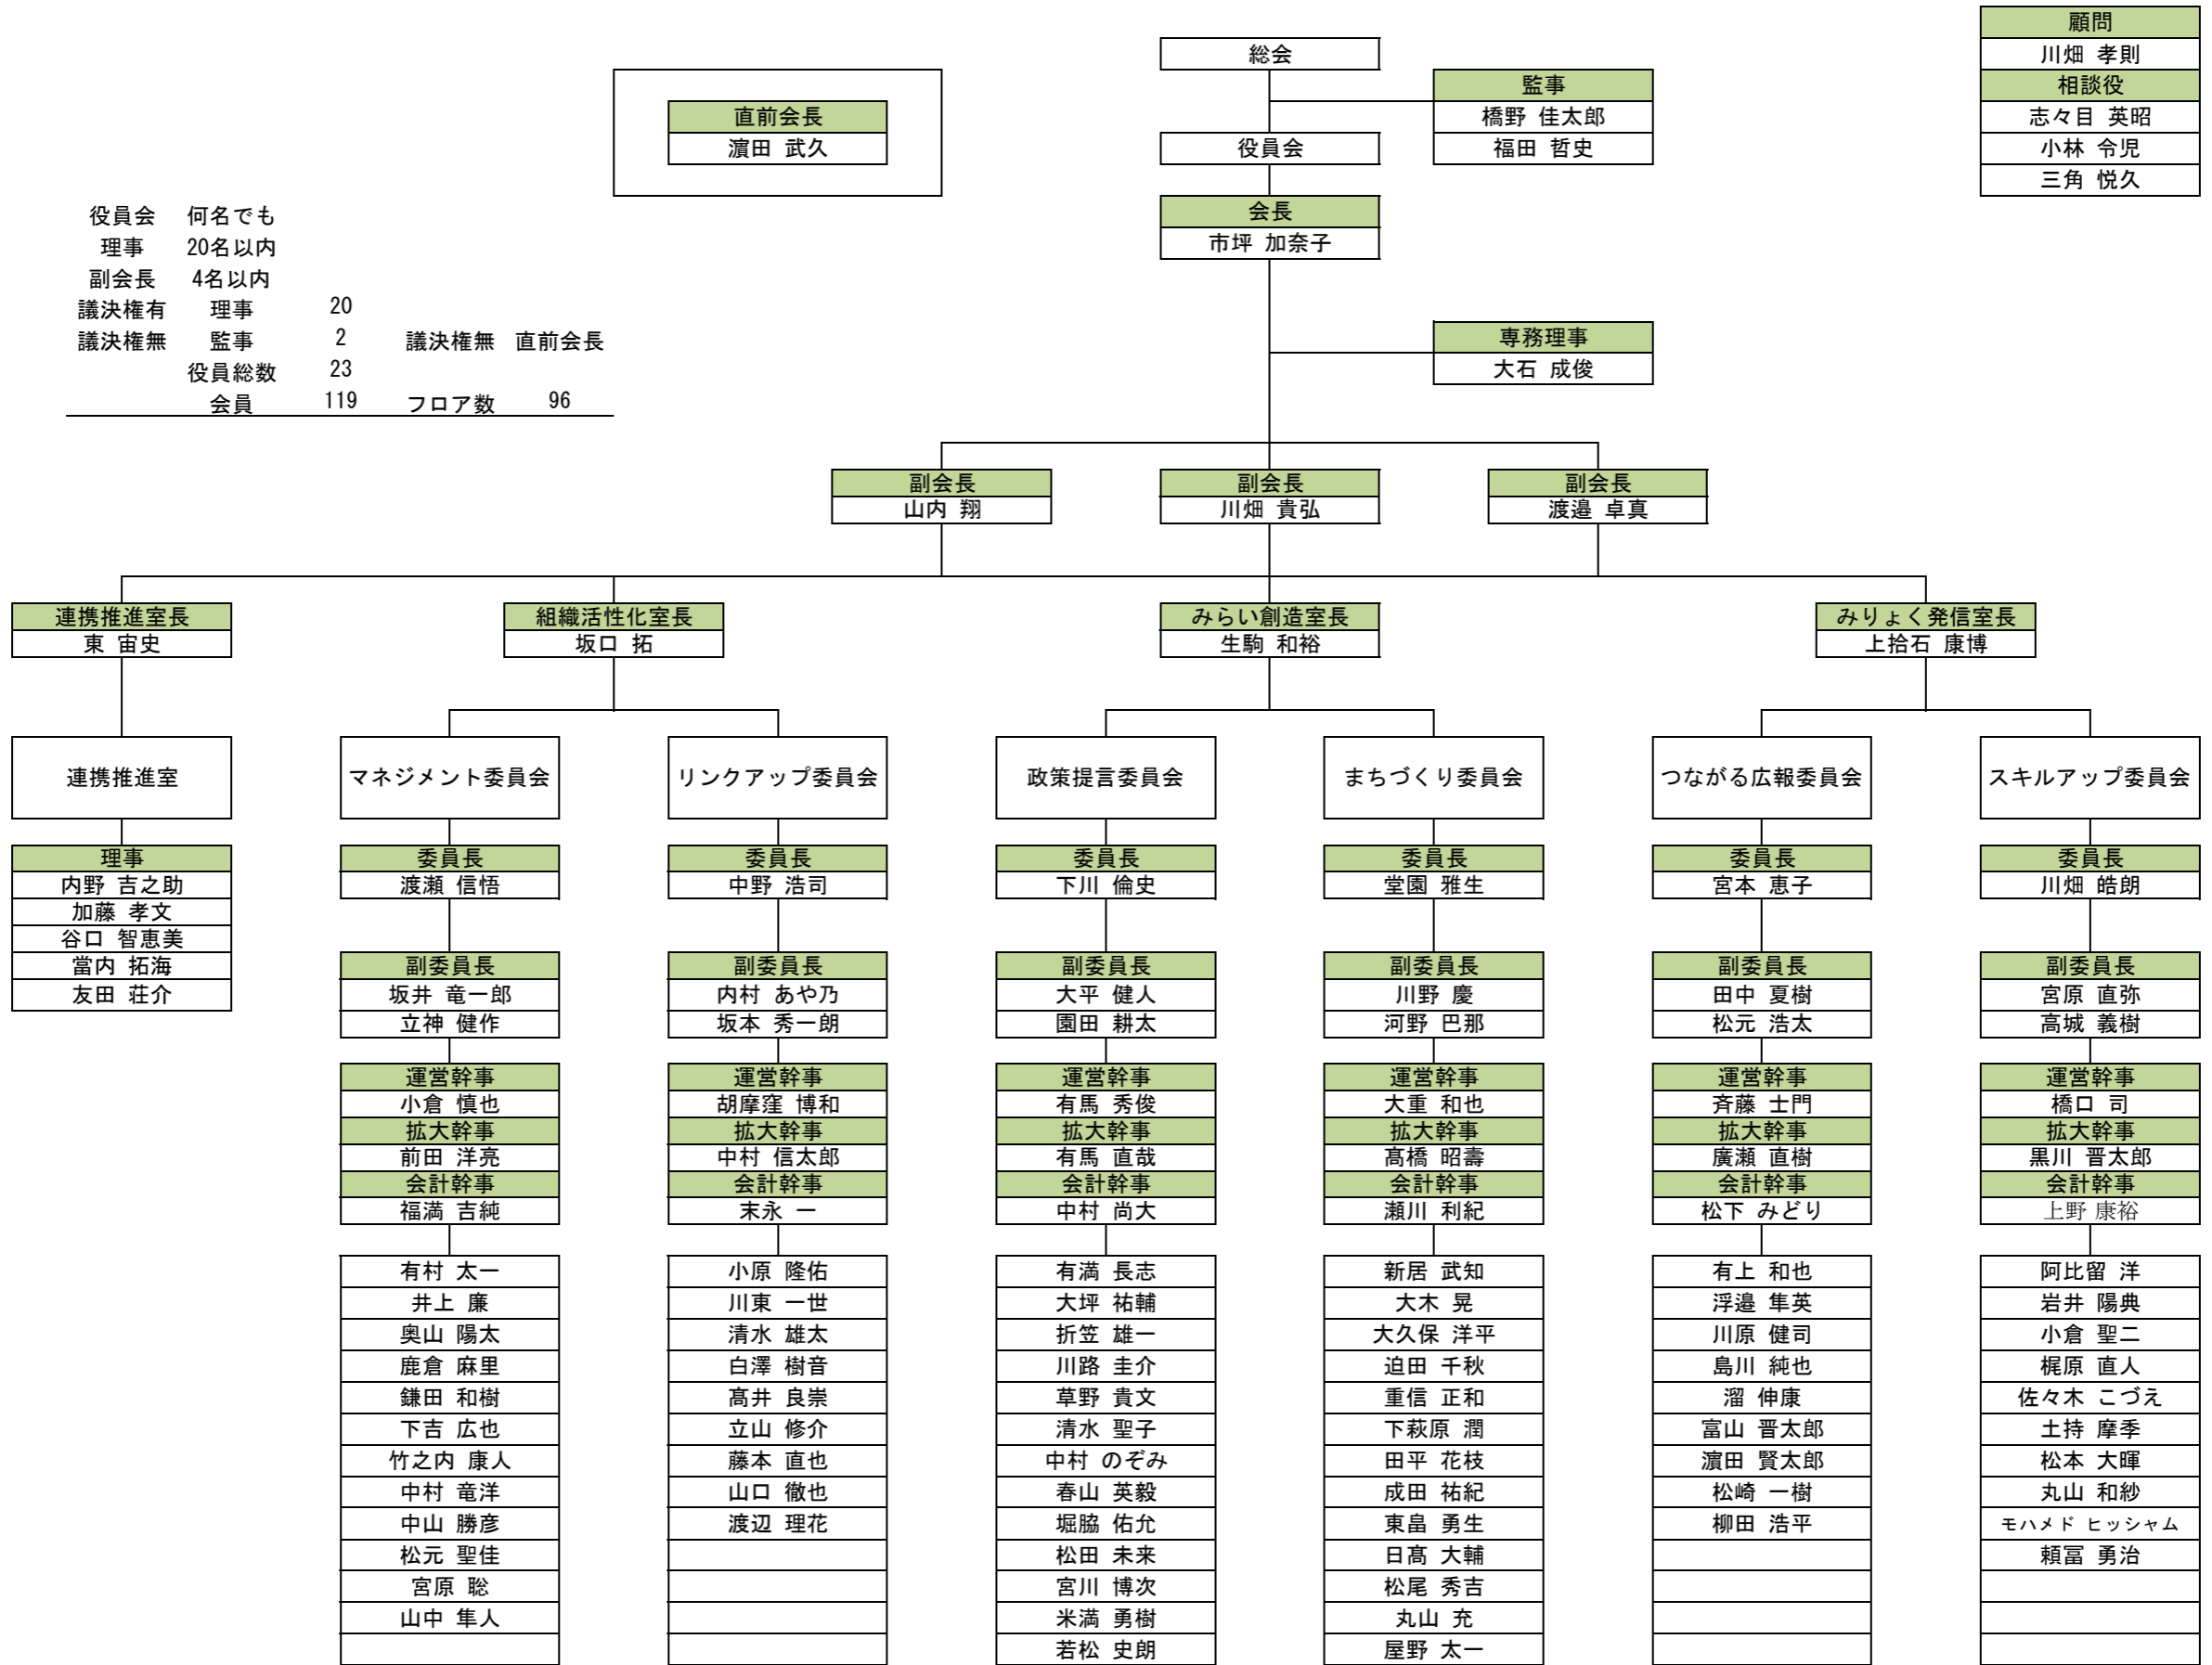 顧問
川畑 孝則
相談役
志々目 英昭
小林 令児
三角 悦久
総会
監事
橋野 佳太郎
福田 哲史
直前会長
濵田 武久
役員会
会長
市坪 加奈子
役員会 何名でも
理事 20名以内
副会長 4名以内
議決権有 理事 20
議決権無 監事 2 議決権無 直前会長
役員総数 23
会員 119 フロア数 96
専務理事
大石 成俊
副会長 副会長 副会長
山内 翔 川畑 貴弘 渡邉 卓真
連携推進室長 組織活性化室長 みらい創造室長 みりょく発信室長
東 宙史 坂口 拓 生駒 和裕 上拾石 康博
連携推進室 マネジメント委員会 リンクアップ委員会 政策提言委員会 まちづくり委員会 つながる広報委員会 スキルアップ委員会
理事 委員長 委員長 委員長 委員長 委員長 委員長
内野 吉之助 渡瀬 信悟 中野 浩司 下川 倫史 堂園 雅生 宮本 恵子 川畑 皓朗
加藤 孝文
谷口 智恵美
當内 拓海 副委員長 副委員長 副委員長 副委員長 副委員長 副委員長
友田 荘介 坂井 竜一郎 内村 あや乃 大平 健人 川野 慶 田中 夏樹 宮原 直弥
立神 健作 坂本 秀一朗 園田 耕太 河野 巴那 松元 浩太 高城 義樹
運営幹事 運営幹事 運営幹事 運営幹事 運営幹事 運営幹事
小倉 慎也 胡摩窪 博和 有馬 秀俊 大重 和也 斉藤 士門 橋口 司
拡大幹事 拡大幹事 拡大幹事 拡大幹事 拡大幹事 拡大幹事
前田 洋亮 中村 信太郎 有馬 直哉 髙橋 昭壽 廣瀬 直樹 黒川 晋太郎
会計幹事 会計幹事 会計幹事 会計幹事 会計幹事 会計幹事
福満 吉純 末永 一 中村 尚大 瀬川 利紀 松下 みどり 上野 康裕
有村 太一 小原 隆佑 有満 長志 新居 武知 有上 和也 阿比留 洋
井上 廉 川東 一世 大坪 祐輔 大木 晃 浮邉 隼英 岩井 陽典
奥山 陽太 清水 雄太 折笠 雄一 大久保 洋平 川原 健司 小倉 聖二
鹿倉 麻里 白澤 樹音 川路 圭介 迫田 千秋 島川 純也 梶原 直人
鎌田 和樹 髙井 良崇 草野 貴文 重信 正和 溜 伸康 佐々木 こづえ
下吉 広也 立山 修介 清水 聖子 下萩原 潤 富山 晋太郎 土持 摩季
竹之内 康人 藤本 直也 中村 のぞみ 田平 花枝 濵田 賢太郎 松本 大暉
中村 竜洋 山口 徹也 春山 英毅 成田 祐紀 松崎 一樹 丸山 和紗
中山 勝彦 渡辺 理花 堀脇 佑允 東畠 勇生 柳田 浩平 モハメド ヒッシャム
松元 聖佳 松田 未来 日髙 大輔 頼冨 勇治
宮原 聡 宮川 博次 松尾 秀吉
山中 隼人 米満 勇樹 丸山 充
若松 史朗 屋野 太一